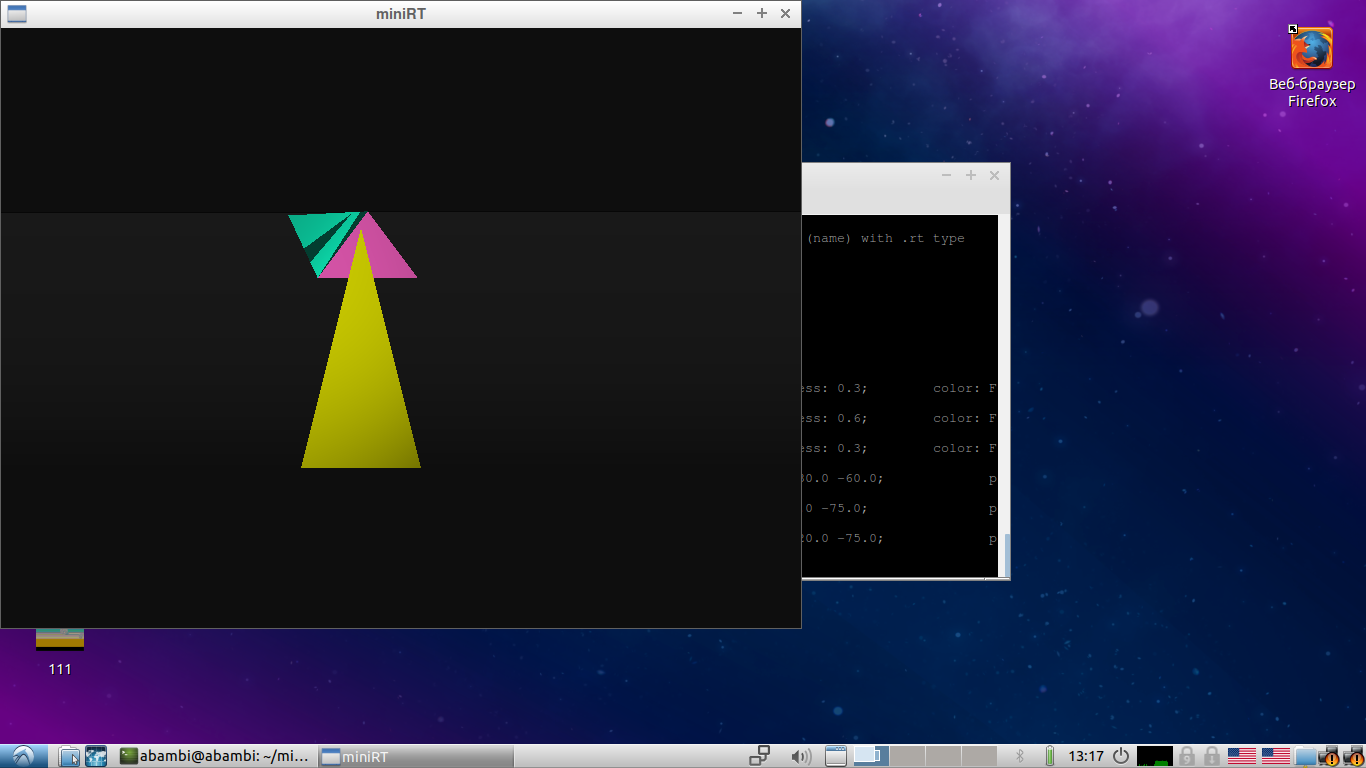 miniRT
Веб-браузер
Firefox
(name) with .rt type
ess: 0.3; color: F
ess: 0.6; color: F
ess: 0.3; color: F
0.0 -60.0; p
0 -75.0; p
20.0 -75.0; p
111
abambi@abambi: ~/mi...
miniRT
13:17